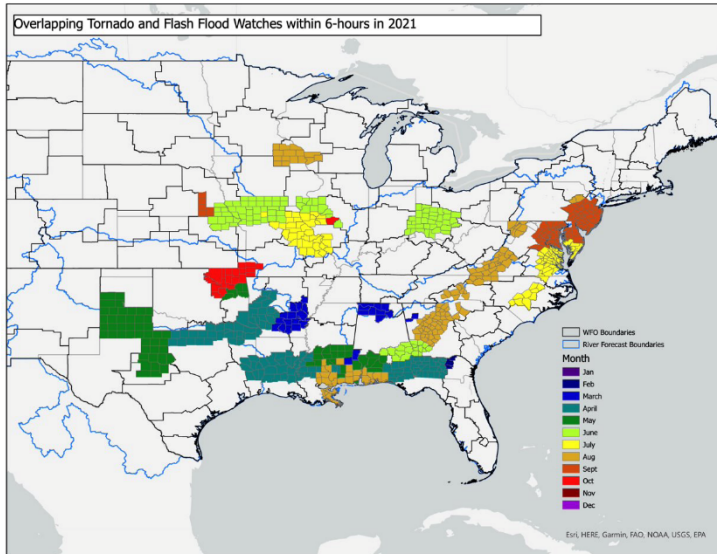 Overlapping Tornado and Flash Flood Watches within 6-hours in 2021
WFO Boundaries
River Forecast Boundaries
Month
Jan
Feb
March
April
May
June
July
Aug
Sept
Oct
Nov
Dec
Esri, HERE, Garmin, FAO, NOAA, USGS, EPA